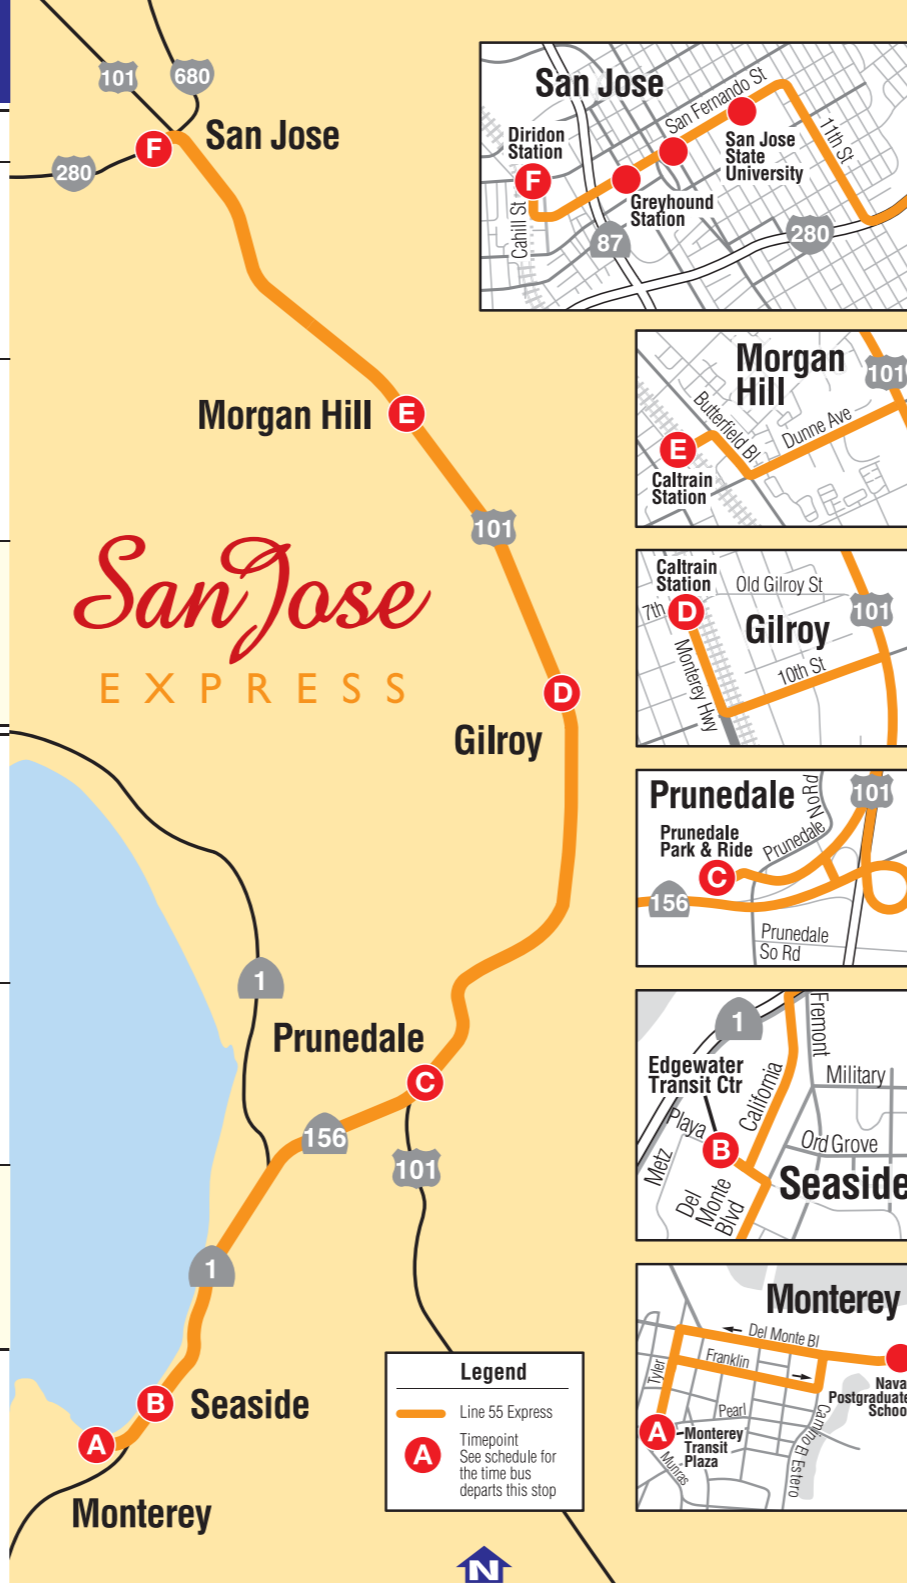 101
680
280
F
San Jose
Morgan Hill
E
101
San Jose
EXPRESS
D
Gilroy
1
Prunedale
C
156
101
1
B
Seaside
A
Monterey
Legend
Line 55 Express
A
Timepoint
See schedule for
the time bus
departs this stop
N
San Jose
San Fernando St
11th St
Diridon
Station
F
San Jose
State
University
Greyhound
Station
Cahill St
87
280
Morgan
Hill
101
Butterfield Bl
Dunne Ave
E
Caltrain
Station
Caltrain
Station
Old Gilroy St
7th
D
101
Gilroy
Monterey Hwy
10th St
Prunedale
Prunedale No Rd
101
Prunedale
Park & Ride
C
156
Prunedale
So Rd
1
Fremont
Edgewater
Transit Ctr
California
Military
Playa
B
Metz
Ord Grove
Del
Monte
Blvd
Seaside
Monterey
Del Monte Bl
Franklin
Tyler
Nava
Postgraduate
Schoo
Pearl
A
Monterey
Transit
Plaza
Munras
Camino El Estero